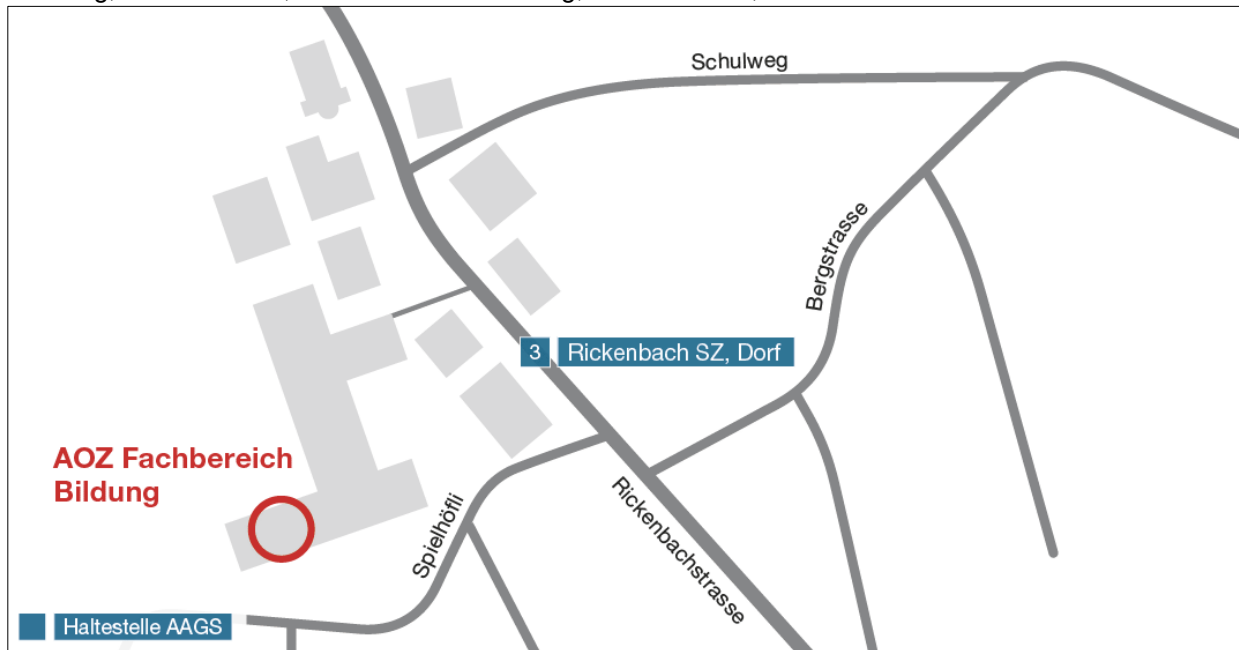 Schulweg
Bergstrasse
3 Rickenbach SZ, Dorf
AOZ Fachbereich
Bildung
Spielhöfli
Rickenbachstrasse
Haltestelle AAGS